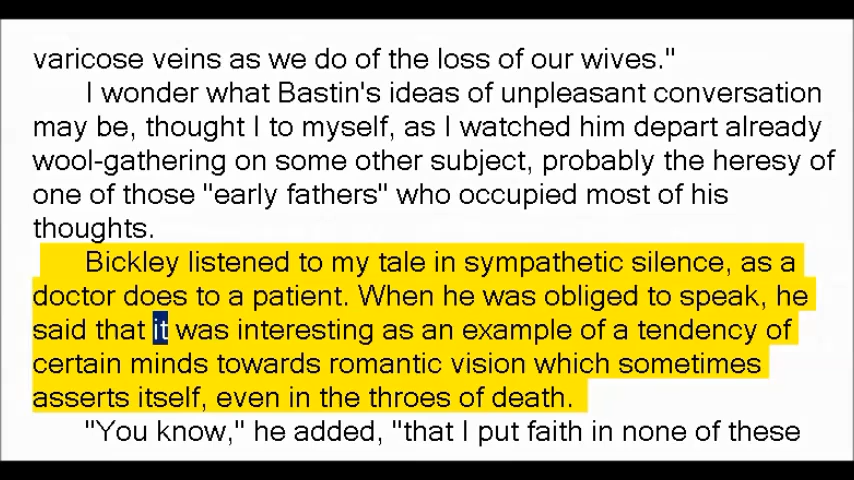 varicose veins as we do of the loss of our wives."
I wonder what Bastin's ideas of unpleasant conversation
may be, thought I to myself, as I watched him depart already
wool-gathering on some other subject, probably the heresy of
one of those "early fathers" who occupied most of his
thoughts.
Bickley listened to my tale in sympathetic silence, as a
doctor does to a patient. When he was obliged to speak, he
said that it was interesting as an example of a tendency of
certain minds towards romantic vision which sometimes
asserts itself, even in the throes of death.
"You know," he added, "that I put faith in none of these